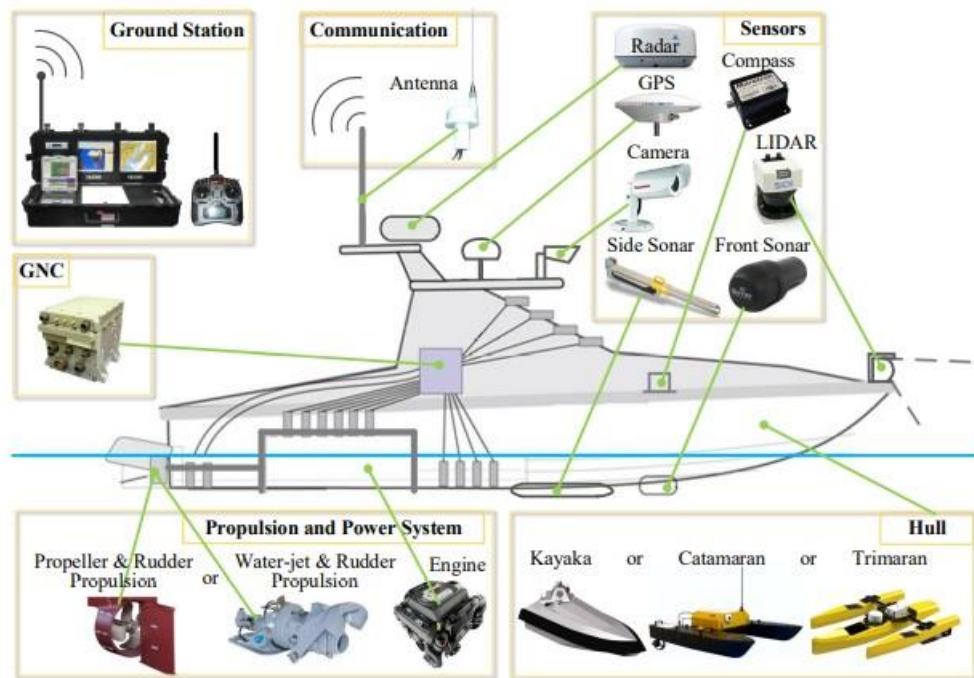 Ground Station
Communication
Antenna
Sensors
Radar
Compass
GPS
LIDAR
Camera
SICK
Side Sonar
Front Sonar
GNC
Propulsion and Power System
Propeller & Rudder
Propulsion
or
Water-jet & Rudder
Propulsion
Engine
Hull
Kayaka or Catamaran or Trimaran